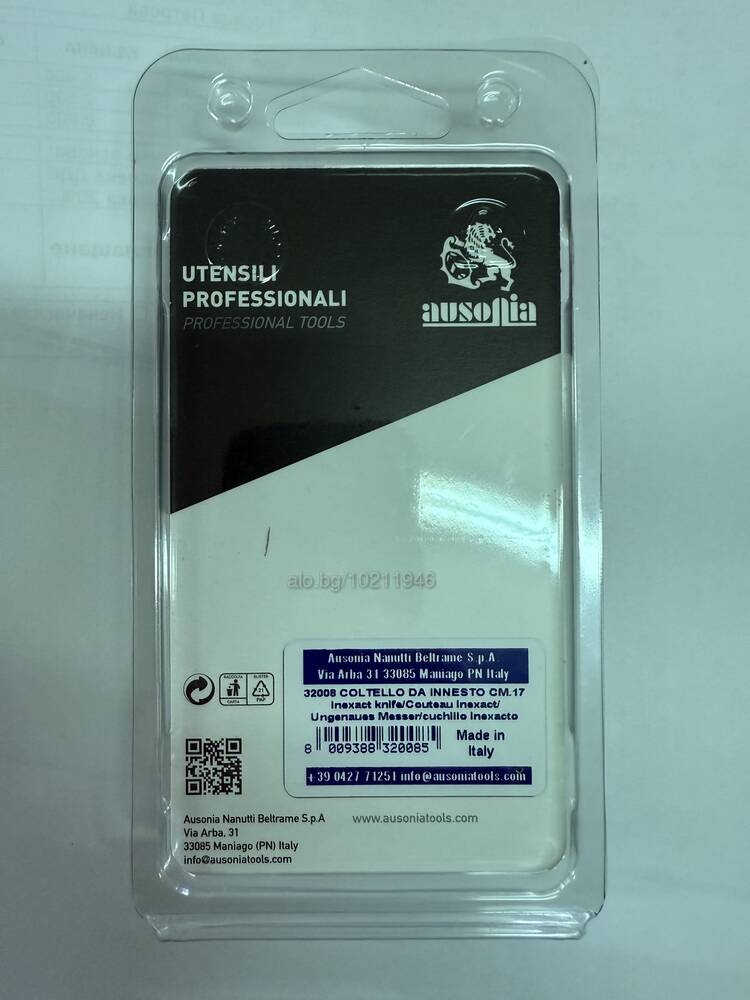 UTENSILI
PROFESSIONALI
PROFESSIONAL TOOLS
ausonia
alo.bg/10211946
RACCOLTA
CARTA
BLISTER
21
PAP
Ausonia Nanutti Beltrame S.p.A
Via Arba 31 33085 Maniago PN Italy
32008 COLTELLO DA INNESTO CM.17
Inexact knife/Couteau inexact/
Ungenaues Messer/cuchillo inexacto
8 009388 320085
Made in
Italy
+39 0427 71251 info@ausoniatools.com
Ausonia Nanutti Beltrame S.p.A
Via Arba, 31
33085 Maniago (PN) Italy
info@ausoniatools.com
www.ausoniatools.com